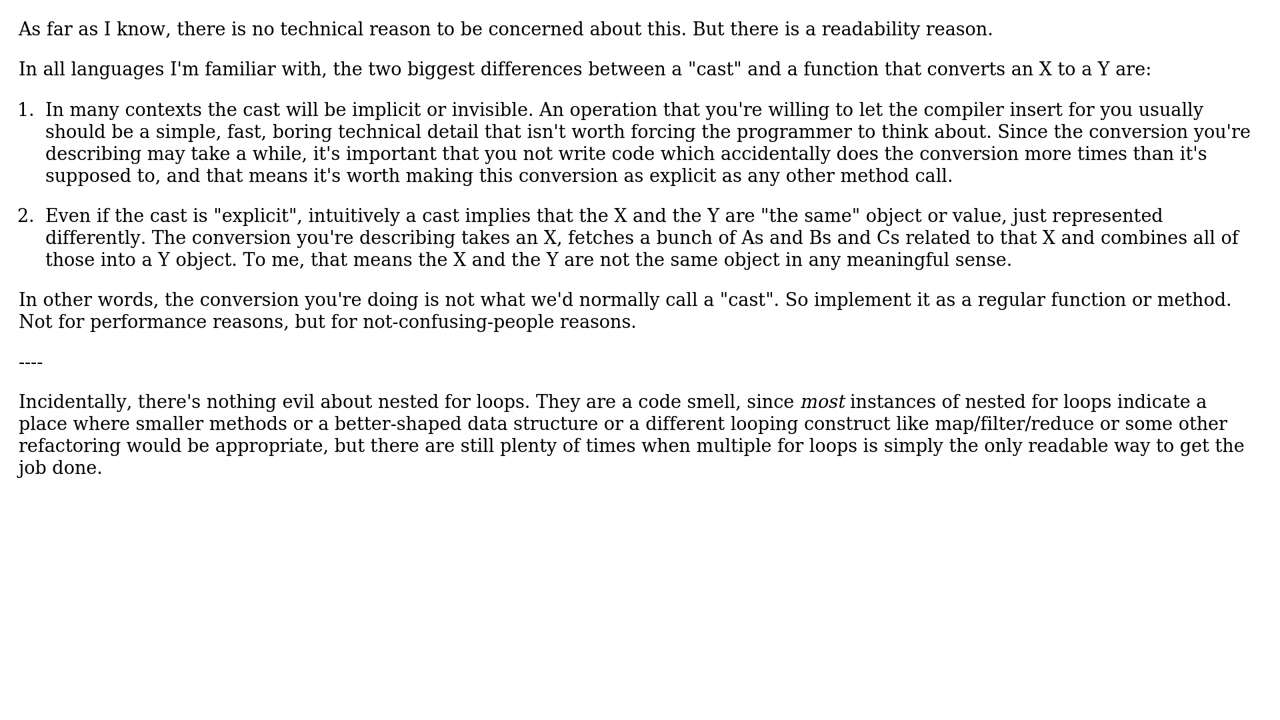 As far as I know, there is no technical reason to be concerned about this. But there is a readability reason.
In all languages I'm familiar with, the two biggest differences between a "cast" and a function that converts an X to a Y are:
1. In many contexts the cast will be implicit or invisible. An operation that you're willing to let the compiler insert for you usually
should be a simple, fast, boring technical detail that isn't worth forcing the programmer to think about. Since the conversion you're
describing may take a while, it's important that you not write code which accidentally does the conversion more times than it's
supposed to, and that means it's worth making this conversion as explicit as any other method call.
2. Even if the cast is "explicit", intuitively a cast implies that the X and the Y are "the same" object or value, just represented
differently. The conversion you're describing takes an X, fetches a bunch of As and Bs and Cs related to that X and combines all of
those into a Y object. To me, that means the X and the Y are not the same object in any meaningful sense.
In other words, the conversion you're doing is not what we'd normally call a "cast". So implement it as a regular function or method.
Not for performance reasons, but for not-confusing-people reasons.
----
Incidentally, there's nothing evil about nested for loops. They are a code smell, since most instances of nested for loops indicate a
place where smaller methods or a better-shaped data structure or a different looping construct like map/filter/reduce or some other
refactoring would be appropriate, but there are still plenty of times when multiple for loops is simply the only readable way to get the
job done.